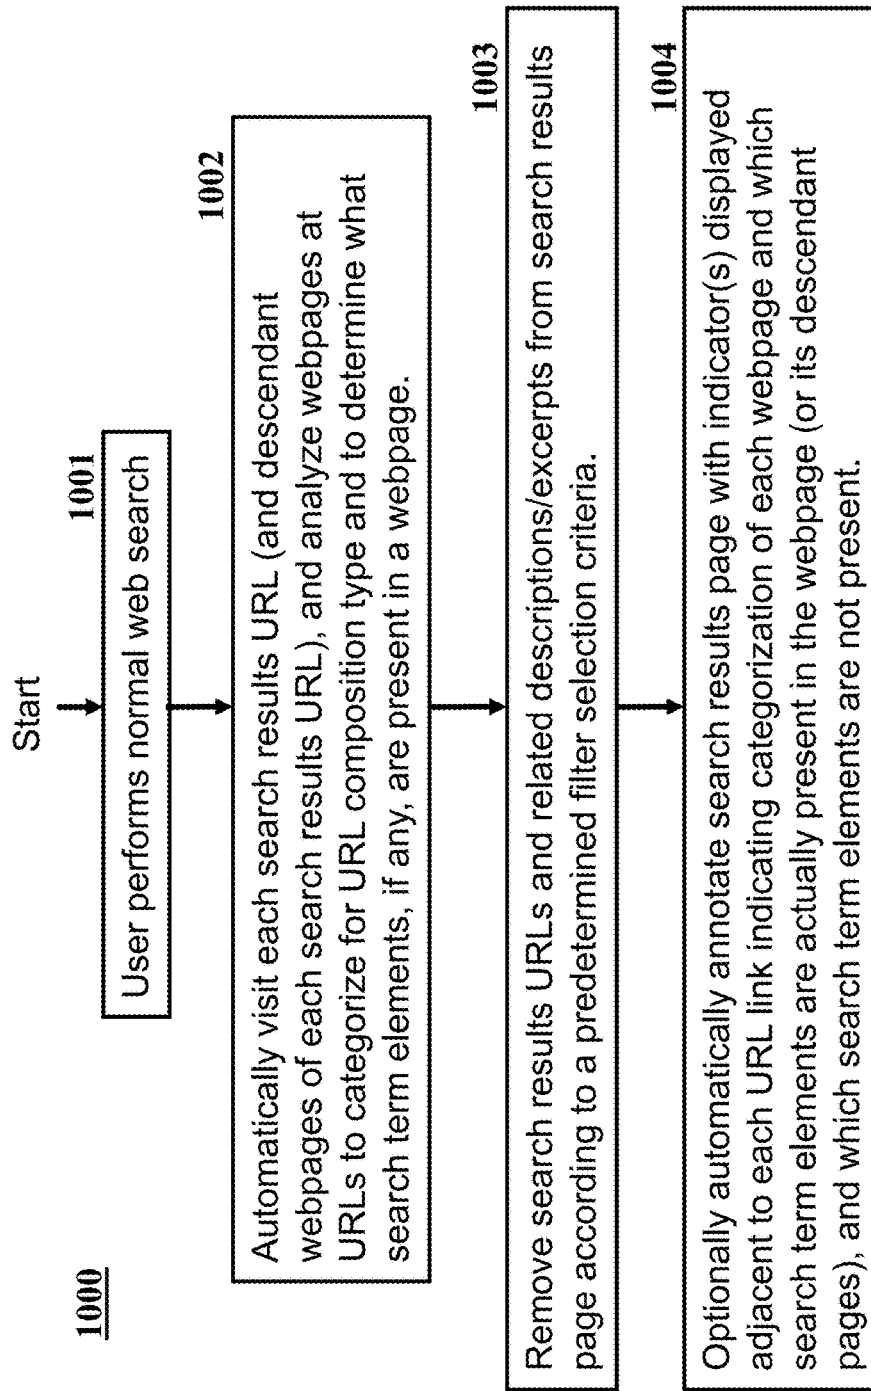 1000
Start
1001
User performs normal web search
1002
Automatically visit each search results URL (and descendant
webpages of each search results URL), and analyze webpages at
URLs to categorize for URL composition type and to determine what
search term elements, if any, are present in a webpage.
1003
Remove search results URLs and related descriptions/excerpts from search results
page according to a predetermined filter selection criteria.
1004
Optionally automatically annotate search results page with indicator(s) displayed
adjacent to each URL link indicating categorization of each webpage and which
search term elements are actually present in the webpage (or its descendant
pages), and which search term elements are not present.